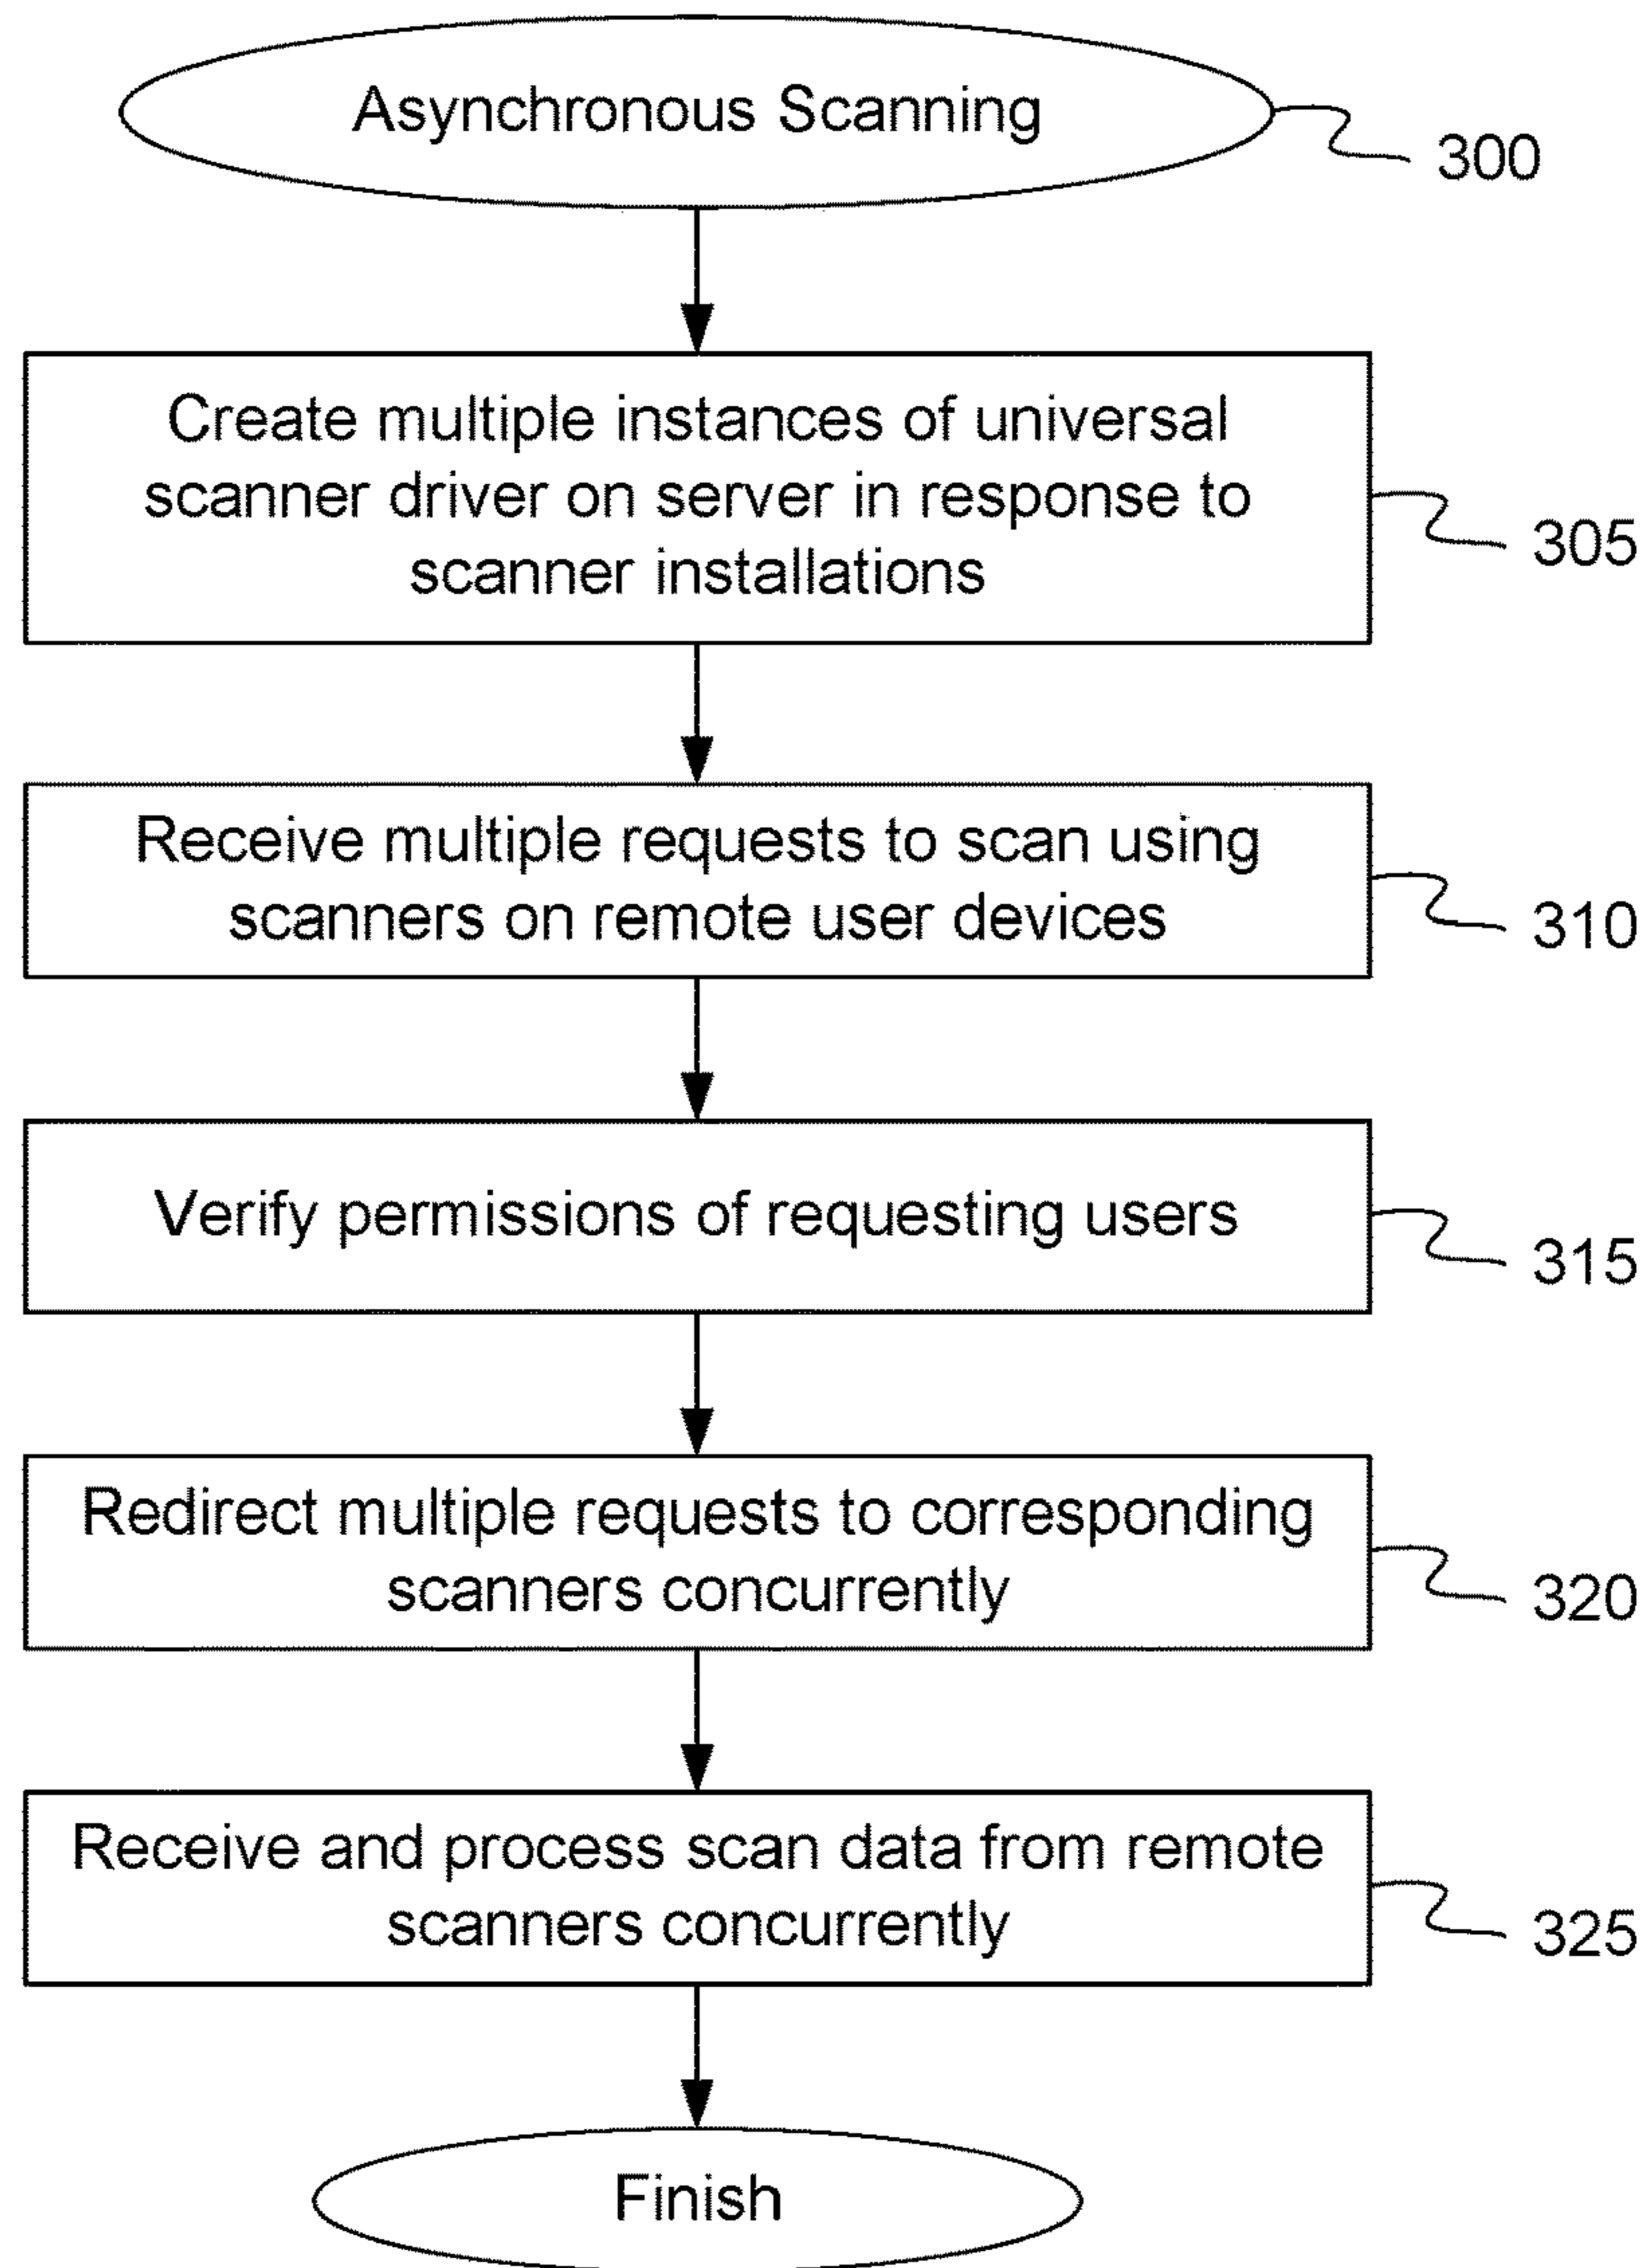 Asynchronous Scanning
300
Create multiple instances of universal
scanner driver on server in response to
scanner installations
305
Receive multiple requests to scan using
scanners on remote user devices
310
Verify permissions of requesting users
315
Redirect multiple requests to corresponding
scanners concurrently
320
Receive and process scan data from remote
scanners concurrently
325
Finish